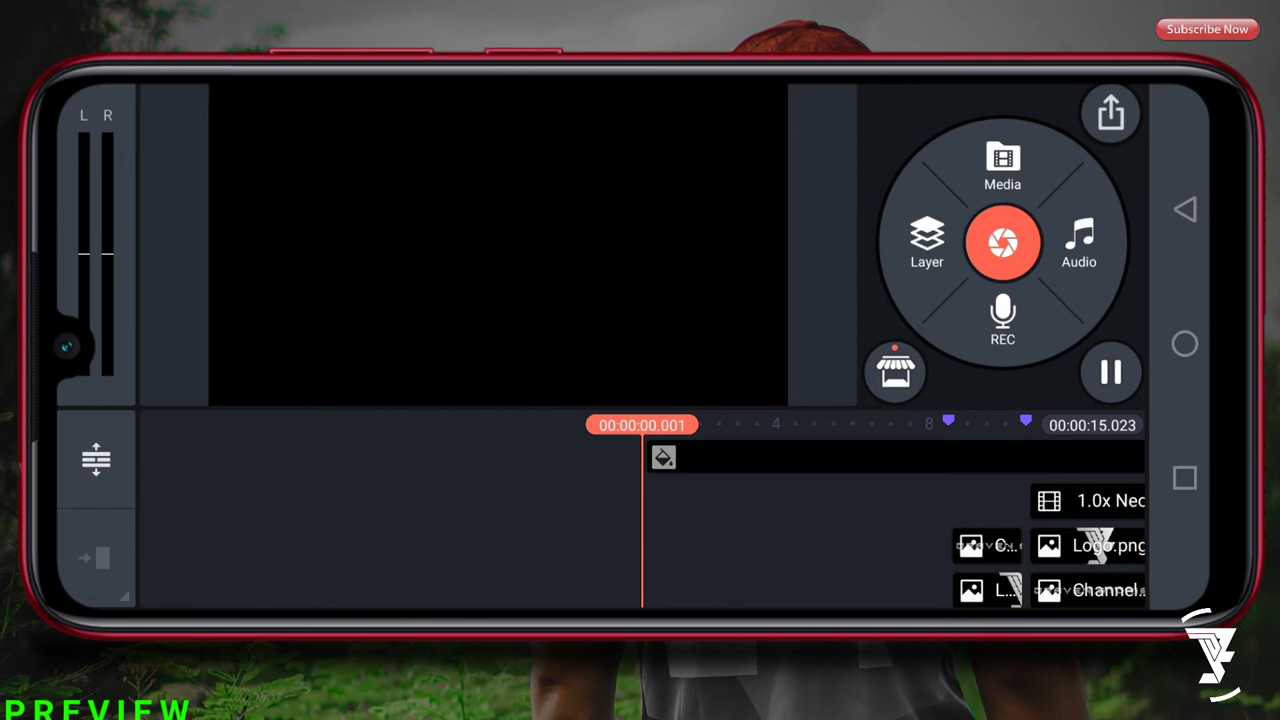 Subscribe Now
L R
Media
Layer
Audio
REC
00:00:00.001
4
8
00:00:15.023
1.0x Nec
C...
Logo.png
L...
Channel..
PREVIEW